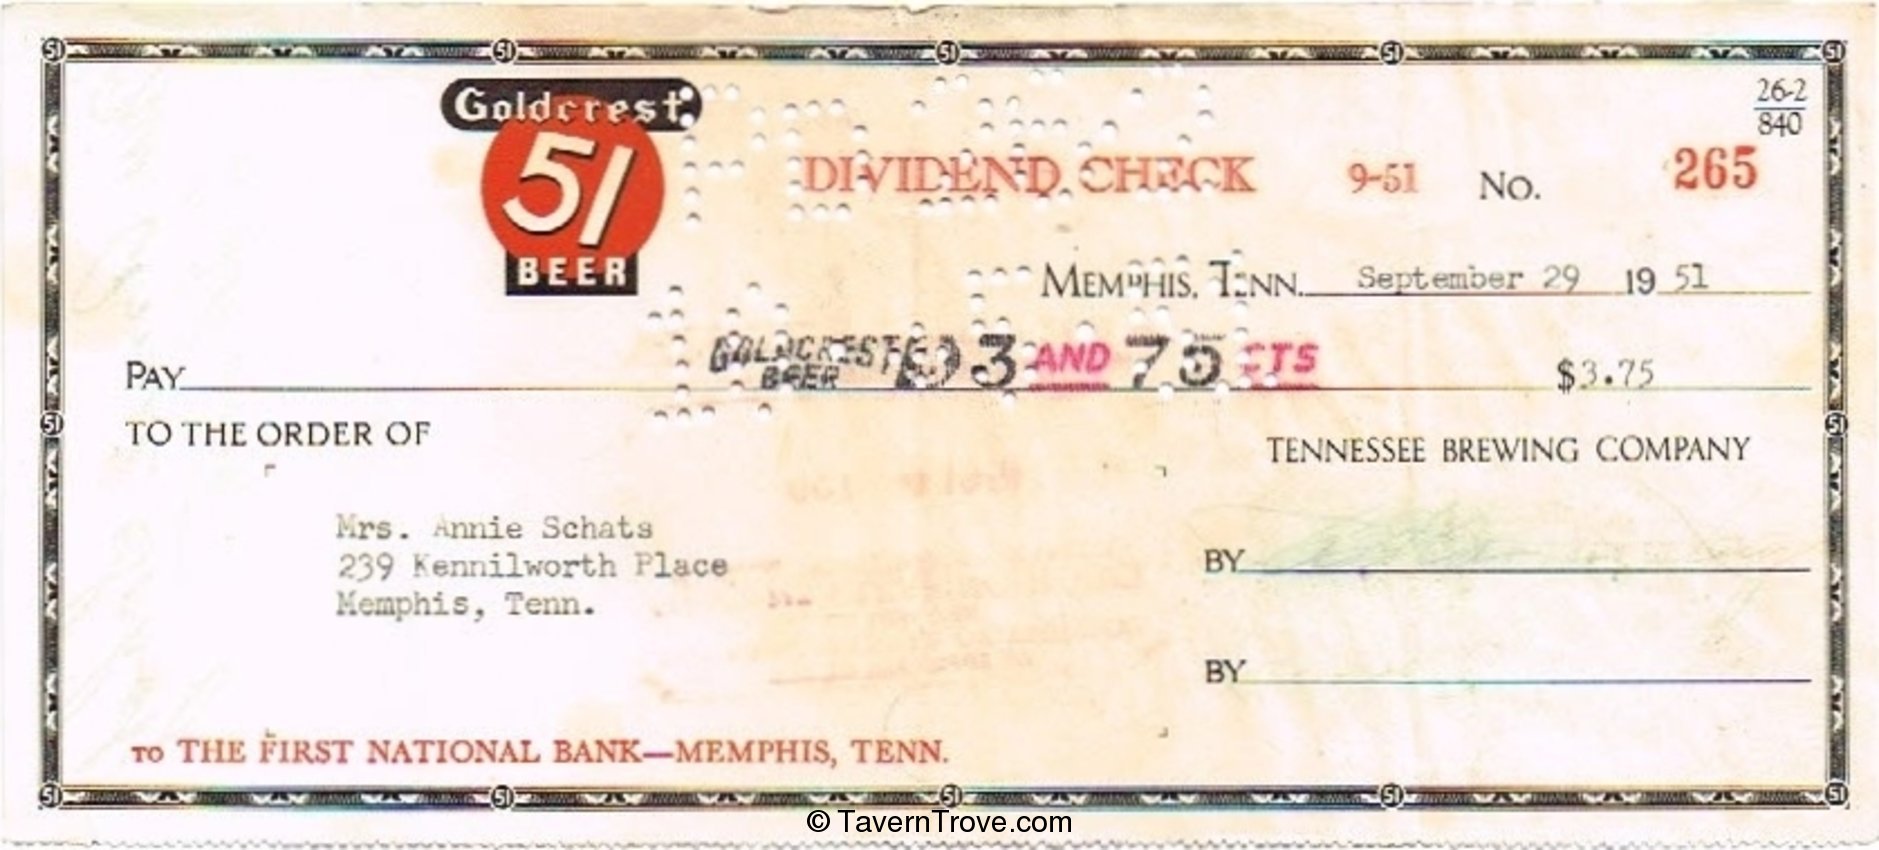 Goldcrest
51
BEER
26-2
840
DIVIDEND CHECK 9-51 No. 265
MEMPHIS, TENN. September 29 19 51
PAY GOLDCREST BEER 3 AND 75 CTS $3.75
TO THE ORDER OF
TENNESSEE BREWING COMPANY
Mrs. Annie Schats
239 Kennilworth Place
Memphis, Tenn.
BY
BY
TO THE FIRST NATIONAL BANK—MEMPHIS, TENN.
© TavernTrove.com